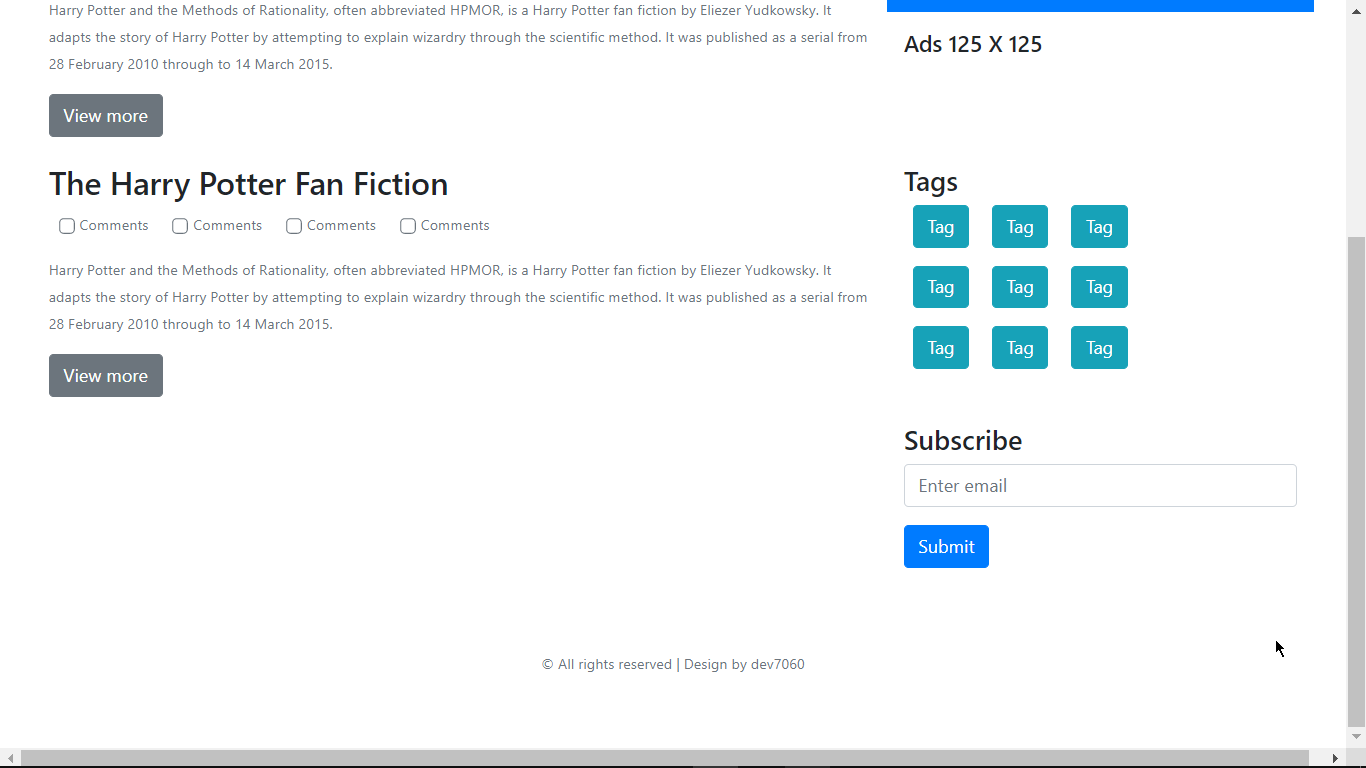 Harry Potter and the Methods of Rationality, often abbreviated HPMOR, is a Harry Potter fan fiction by Eliezer Yudkowsky. It
adapts the story of Harry Potter by attempting to explain wizardry through the scientific method. It was published as a serial from
28 February 2010 through to 14 March 2015.
View more
The Harry Potter Fan Fiction
Comments Comments Comments Comments
Harry Potter and the Methods of Rationality, often abbreviated HPMOR, is a Harry Potter fan fiction by Eliezer Yudkowsky. It
adapts the story of Harry Potter by attempting to explain wizardry through the scientific method. It was published as a serial from
28 February 2010 through to 14 March 2015.
View more
Ads 125 X 125
Tags
Tag Tag Tag
Tag Tag Tag
Tag Tag Tag
Subscribe
Enter email
Submit
© All rights reserved | Design by dev7060